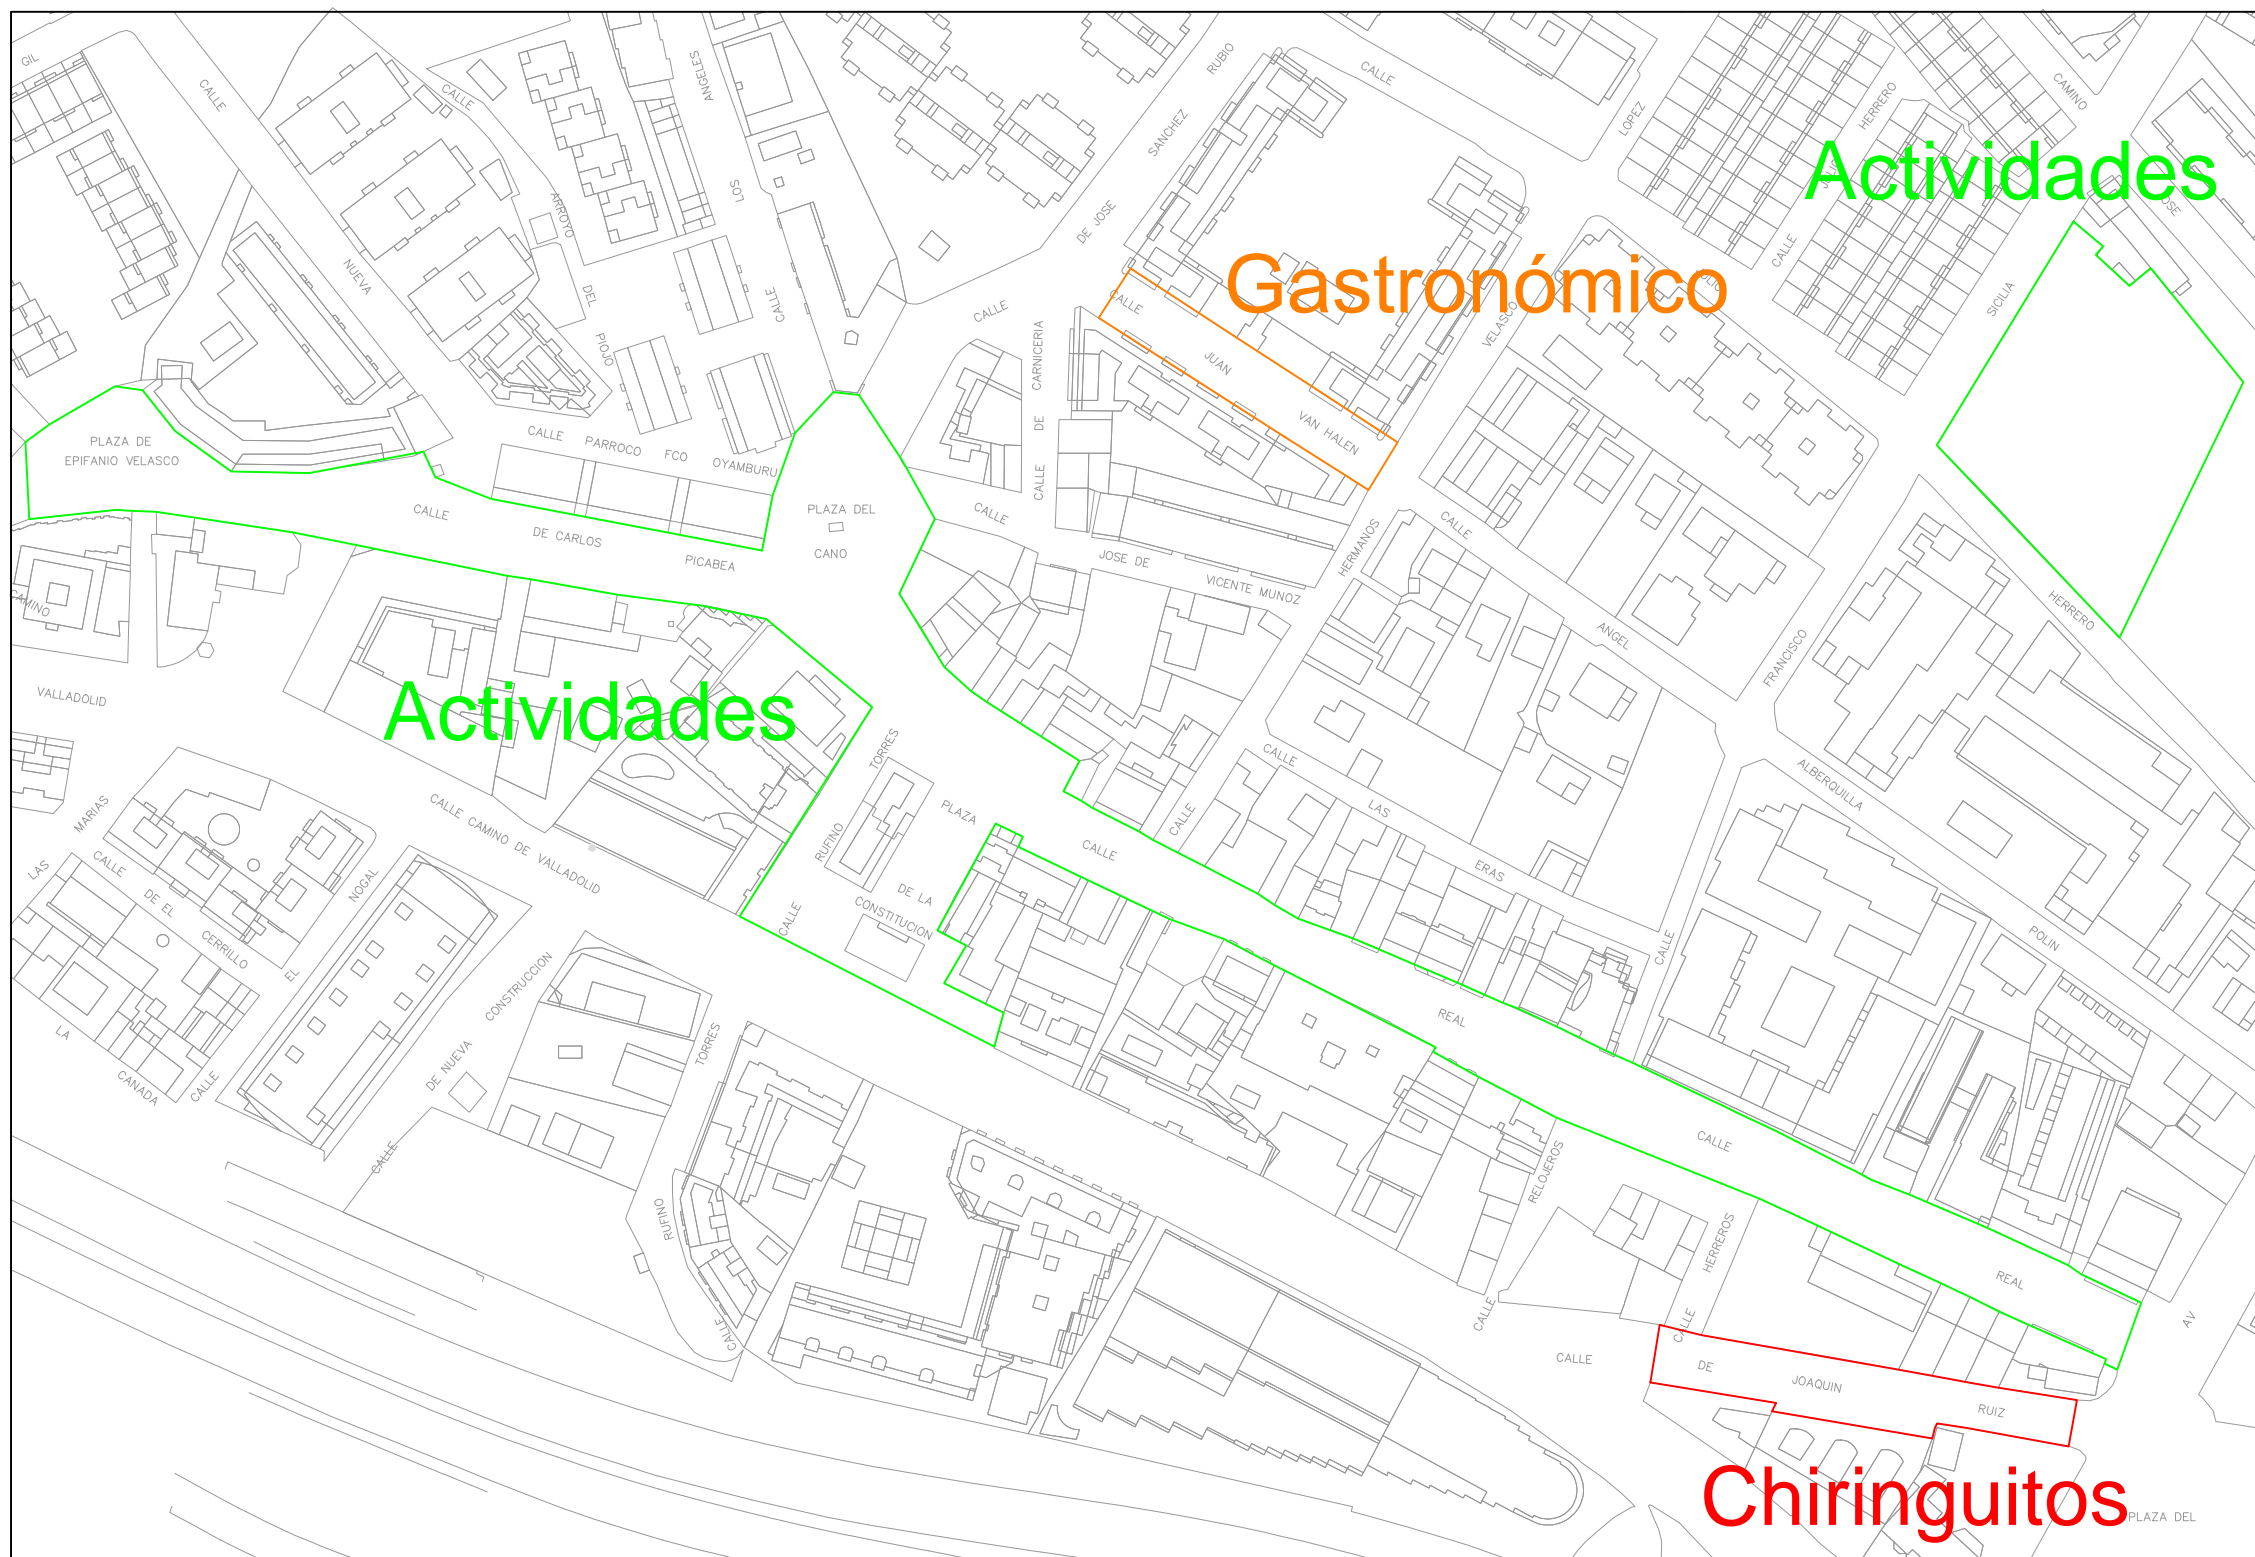 GIL
CALLE
NUEVA
CALLE
ARROYO
DEL
PIOJO
ANGELES
LOS
CALLE
RUBIO
SANCHEZ
DE JOSE
CALLE
CALLE
LOPEZ
HERRERO
JULIO
CALLE
CAMINO
JOSE
SICILIA
Actividades
Gastronómico
CALLE
JUAN
VAN HALEN
VELASCO
HERMANOS
CALLE
CARNICERIA
DE
CALLE
PLAZA DE
EPIFANIO VELASCO
CALLE PARROCO FCO OYAMBURU
CALLE
DE CARLOS
PICABEA
PLAZA DEL
CANO
CALLE
JOSE DE
VICENTE MUNOZ
CALLE
ANGEL
FRANCISCO
HERRERO
CAMINO
VALLADOLID
Actividades
MARIAS
LAS
CALLE
DE EL
CERRILLO
LA
CANADA
NOGAL
EL
CALLE
CALLE CAMINO DE VALLADOLID
CONSTRUCCION
DE NUEVA
CALLE
TORRES
RUFINO
CALLE
PLAZA
DE LA
CONSTITUCION
TORRES
RUFINO
CALLE
CALLE
LAS
ERAS
CALLE
ALBERQUILLA
POLIN
CALLE
REAL
CALLE
REAL
RELOJEROS
CALLE
HERREROS
CALLE
AV
CALLE
DE
JOAQUIN
RUIZ
Chiringuitos
PLAZA DEL